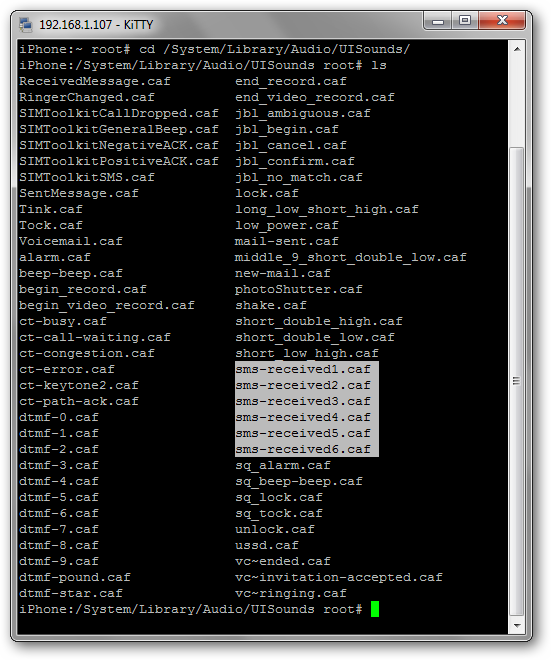 192.168.1.107 - KiTTY
iPhone:~ root# cd /System/Library/Audio/UISounds/
iPhone:/System/Library/Audio/UISounds root# ls
ReceivedMessage.caf end_record.caf
RingerChanged.caf end_video_record.caf
SIMToolkitCallDropped.caf jbl_ambiguous.caf
SIMToolkitGeneralBeep.caf jbl_begin.caf
SIMToolkitNegativeACK.caf jbl_cancel.caf
SIMToolkitPositiveACK.caf jbl_confirm.caf
SIMToolkitSMS.caf jbl_no_match.caf
SentMessage.caf lock.caf
Tink.caf long_low_short_high.caf
Tock.caf low_power.caf
Voicemail.caf mail-sent.caf
alarm.caf middle_9_short_double_low.caf
beep-beep.caf new-mail.caf
begin_record.caf photoShutter.caf
begin_video_record.caf shake.caf
ct-busy.caf short_double_high.caf
ct-call-waiting.caf short_double_low.caf
ct-congestion.caf short_low_high.caf
ct-error.caf sms-received1.caf
ct-keytone2.caf sms-received2.caf
ct-path-ack.caf sms-received3.caf
dtmf-0.caf sms-received4.caf
dtmf-1.caf sms-received5.caf
dtmf-2.caf sms-received6.caf
dtmf-3.caf sq_alarm.caf
dtmf-4.caf sq_beep-beep.caf
dtmf-5.caf sq_lock.caf
dtmf-6.caf sq_tock.caf
dtmf-7.caf unlock.caf
dtmf-8.caf ussd.caf
dtmf-9.caf vc~ended.caf
dtmf-pound.caf vc~invitation-accepted.caf
dtmf-star.caf vc~ringing.caf
iPhone:/System/Library/Audio/UISounds root#